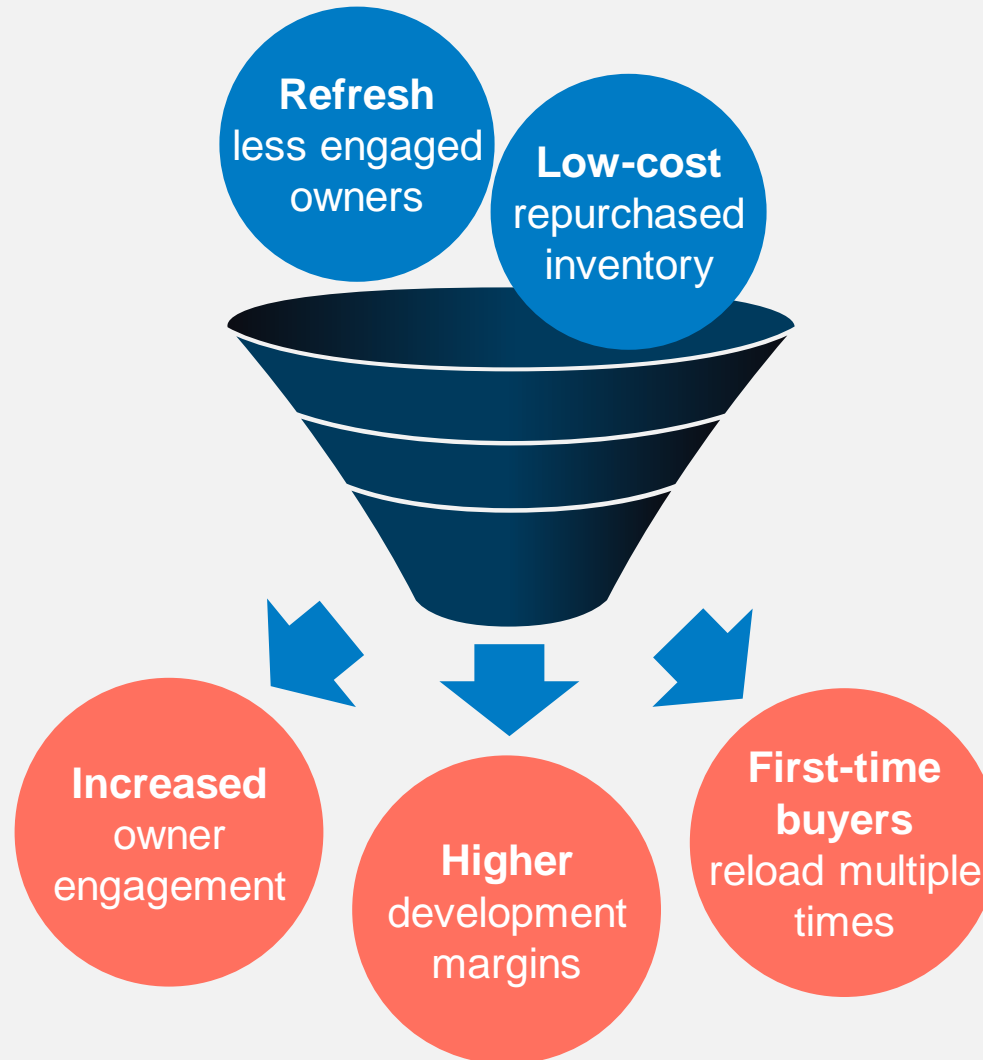 Refresh
less engaged
owners
Low-cost
repurchased
inventory
Increased
owner
engagement
Higher
development
margins
First-time
buyers
reload multiple
times